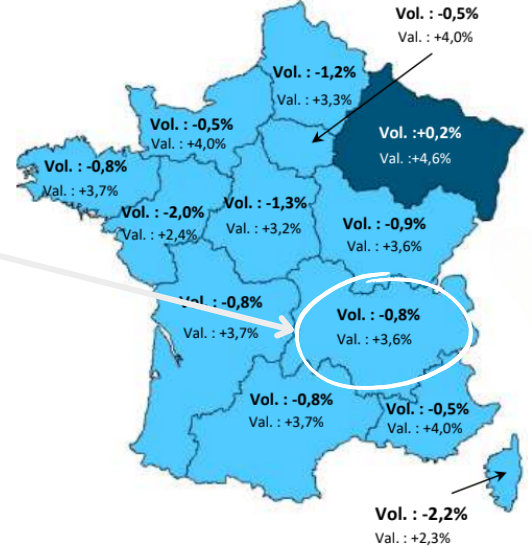 Vol. : -0,5%
Val. : +4,0%
Vol. : -1,2%
Val. : +3,3%
Vol. : -0,5%
Val. : +4,0%
Vol. :+0,2%
Val. :+4,6%
Vol. : -0,8%
Val. : +3,7%
Vol. : -2,0%
Val. : +2,4%
Vol. : -1,3%
Val. : +3,2%
Vol. : -0,9%
Val. : +3,6%
Vol. : -0,8%
Val. : +3,7%
Vol. : -0,8%
Val. : +3,6%
Vol. : -0,8%
Val. : +3,7%
Vol. : -0,5%
Val. : +4,0%
Vol. : -2,2%
Val. : +2,3%